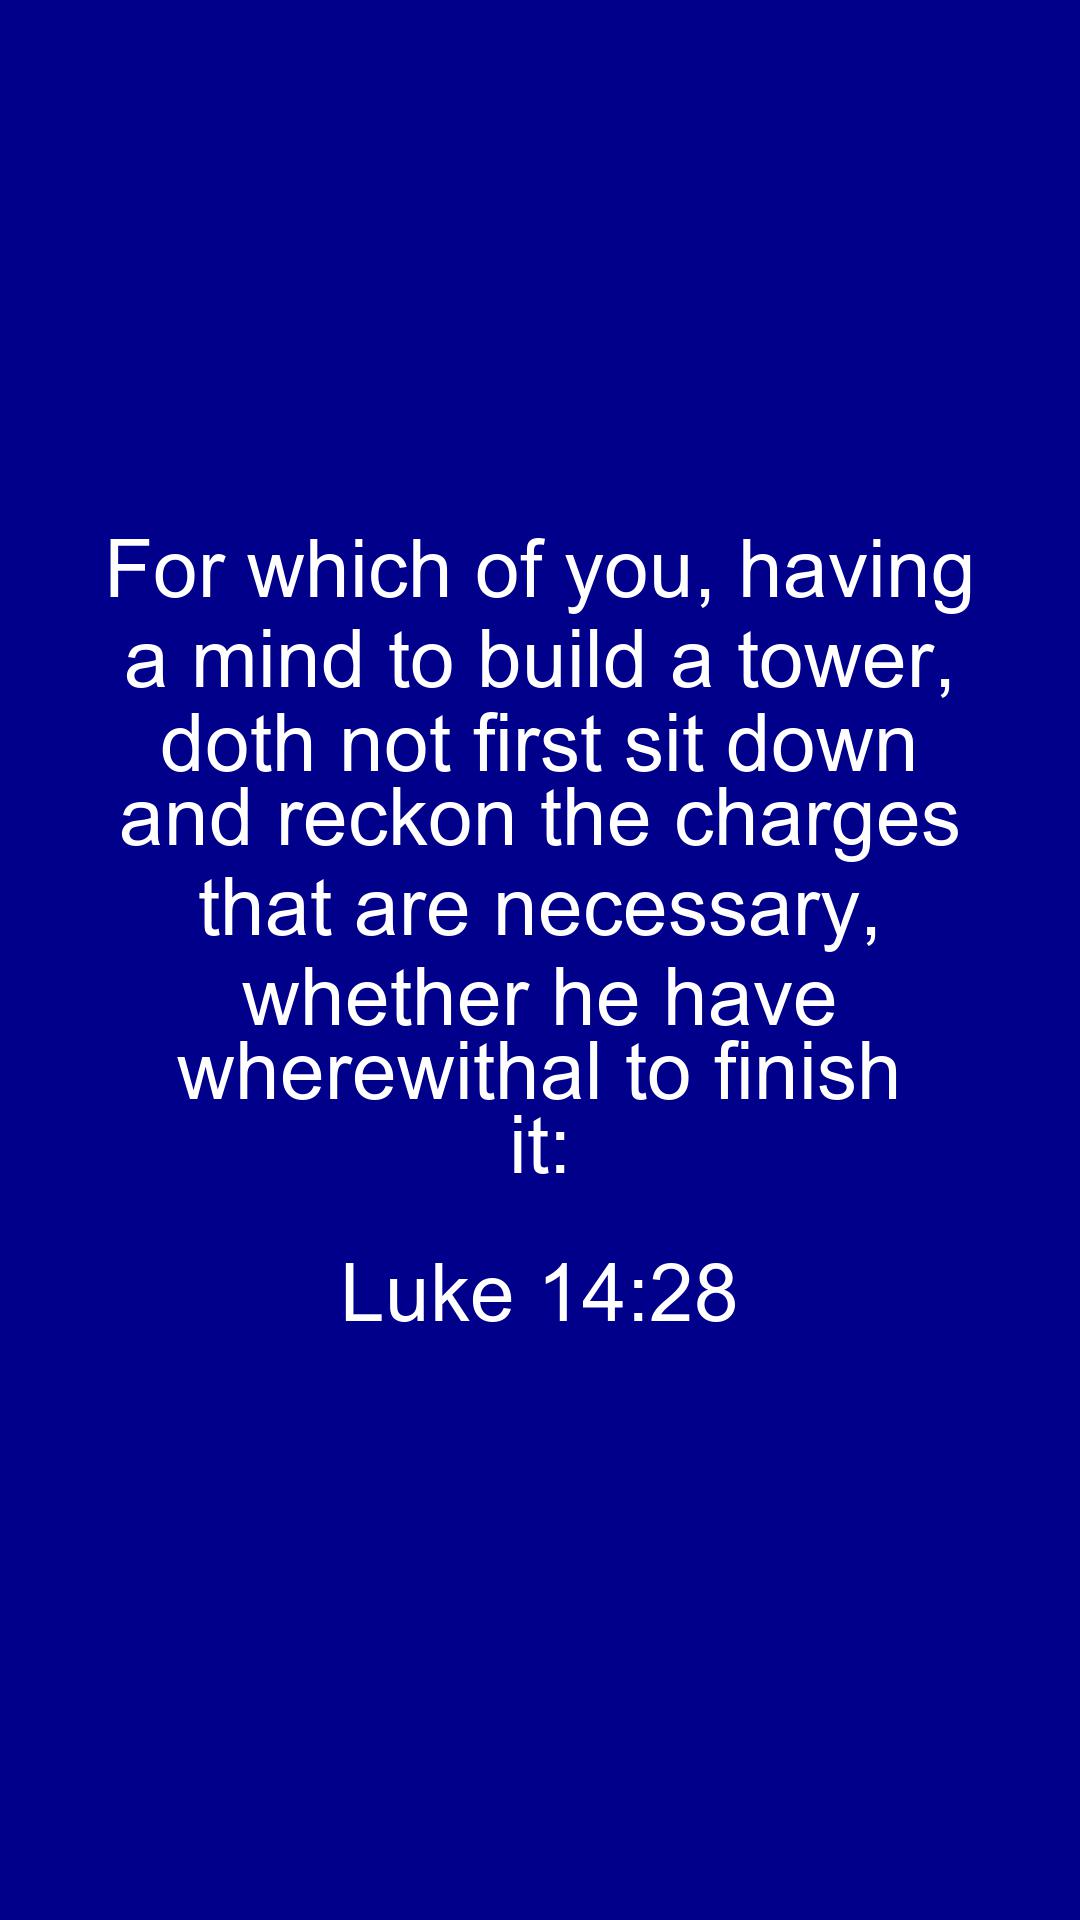 For which of you, having
a mind to build a tower,
doth not first sit down
and reckon the charges
that are necessary,
whether he have
wherewithal to finish
it:
Luke 14:28